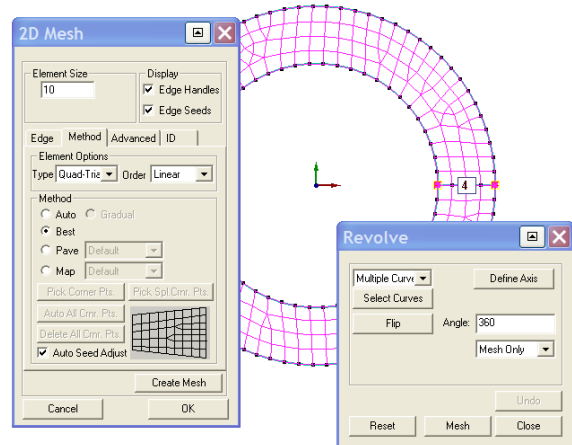 2D Mesh
Element Size
10
Display
Edge Handles
Edge Seeds
Edge Method Advanced ID
Element Options
Type Quad-Tria Order Linear
Method
Auto Gradual
Best
Pave Default
Map Default
Pick Corner Pts. Pick Spl.Crnr. Pts.
Auto All Crnr. Pts.
Delete All Crnr. Pts.
Auto Seed Adjust
Create Mesh
Cancel OK
4
Revolve
Multiple Curve Define Axis
Select Curves
Flip Angle: 360
Mesh Only
Undo
Reset Mesh Close